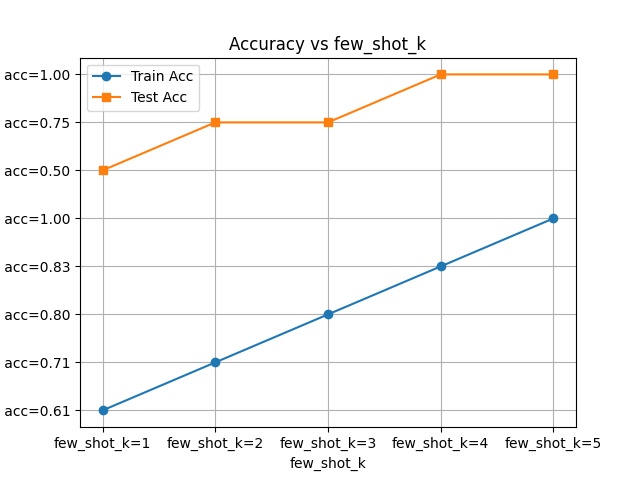 Accuracy vs few_shot_k
Train Acc
Test Acc
acc=1.00
acc=0.75
acc=0.50
acc=1.00
acc=0.83
acc=0.80
acc=0.71
acc=0.61
few_shot_k=1 few_shot_k=2 few_shot_k=3 few_shot_k=4 few_shot_k=5
few_shot_k